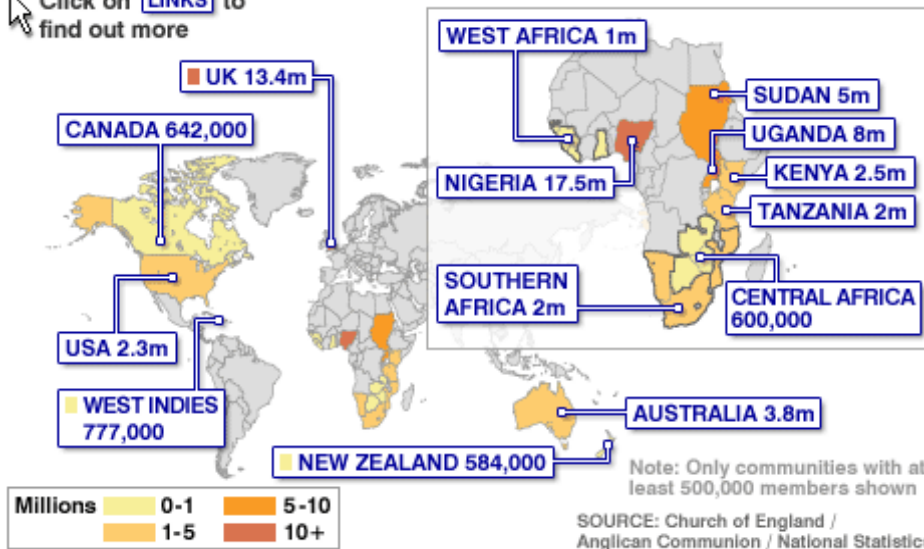 Click on LINKS to
find out more
UK 13.4m
CANADA 642,000
USA 2.3m
WEST INDIES
777,000
WEST AFRICA 1m
NIGERIA 17.5m
SUDAN 5m
UGANDA 8m
KENYA 2.5m
TANZANIA 2m
SOUTHERN
AFRICA 2m
CENTRAL AFRICA
600,000
AUSTRALIA 3.8m
NEW ZEALAND 584,000
Note: Only communities with at
least 500,000 members shown
Millions 0-1 5-10
1-5 10+
SOURCE: Church of England /
Anglican Communion / National Statistic